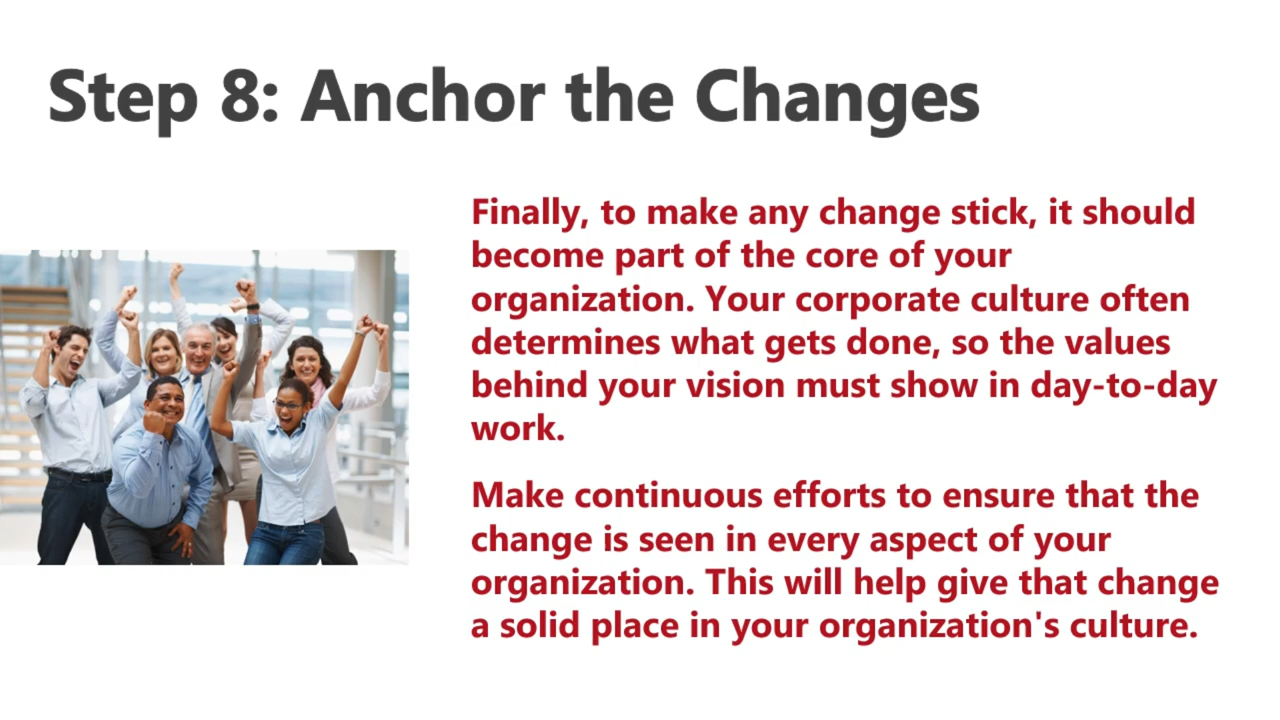 Step 8: Anchor the Changes
Finally, to make any change stick, it should
become part of the core of your
organization. Your corporate culture often
determines what gets done, so the values
behind your vision must show in day-to-day
work.
Make continuous efforts to ensure that the
change is seen in every aspect of your
organization. This will help give that change
a solid place in your organization's culture.